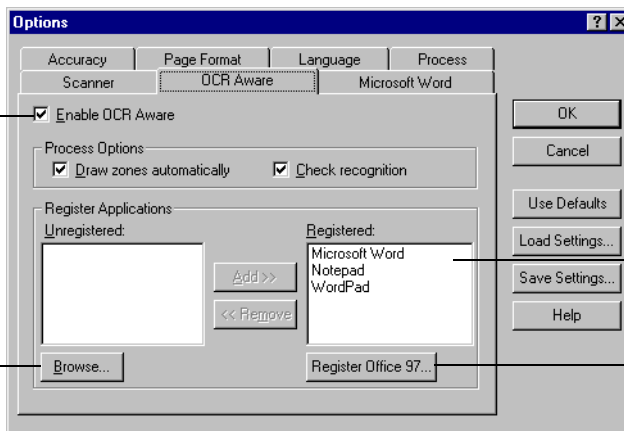 Options
Accuracy Page Format Language Process
Scanner OCR Aware Microsoft Word
Enable OCR Aware
Process Options
Draw zones automatically Check recognition
Register Applications
Unregistered: Registered:
Microsoft Word
Notepad
WordPad
Add >>
<< Remove
Browse... Register Office 97...
OK
Cancel
Use Defaults
Load Settings...
Save Settings...
Help